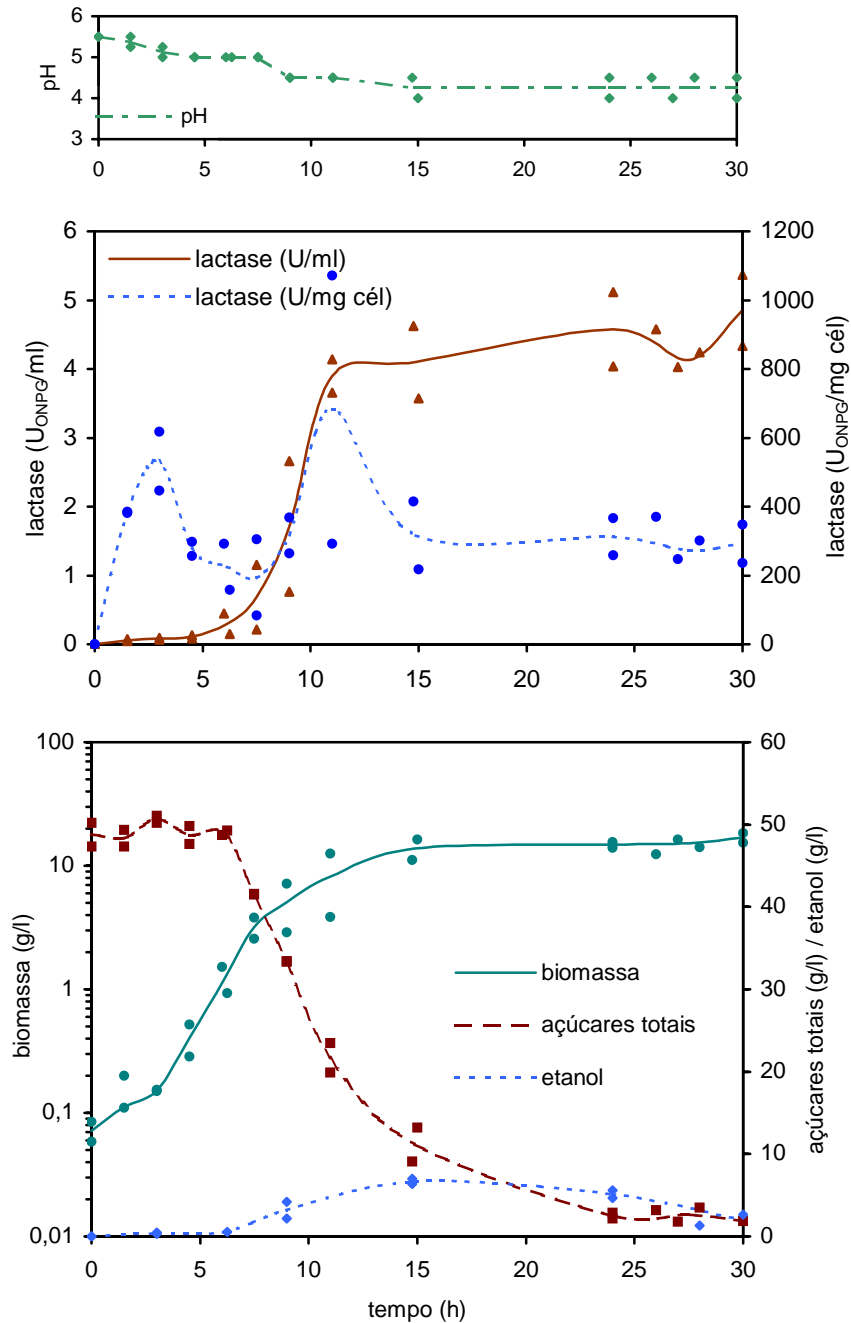 6
5
4
3
pH
pH
0 5 10 15 20 25 30
6
5
4
3
2
1
0
lactase (U_ONPG/ml)
lactase (U/ml)
lactase (U/mg cél)
1200
1000
800
600
400
200
0
lactase (U_ONPG/mg cél)
0 5 10 15 20 25 30
100
10
1
0,1
0,01
biomassa (g/l)
biomassa
açúcares totais
etanol
60
50
40
30
20
10
0
açúcares totais (g/l) / etanol (g/l)
0 5 10 15 20 25 30
tempo (h)